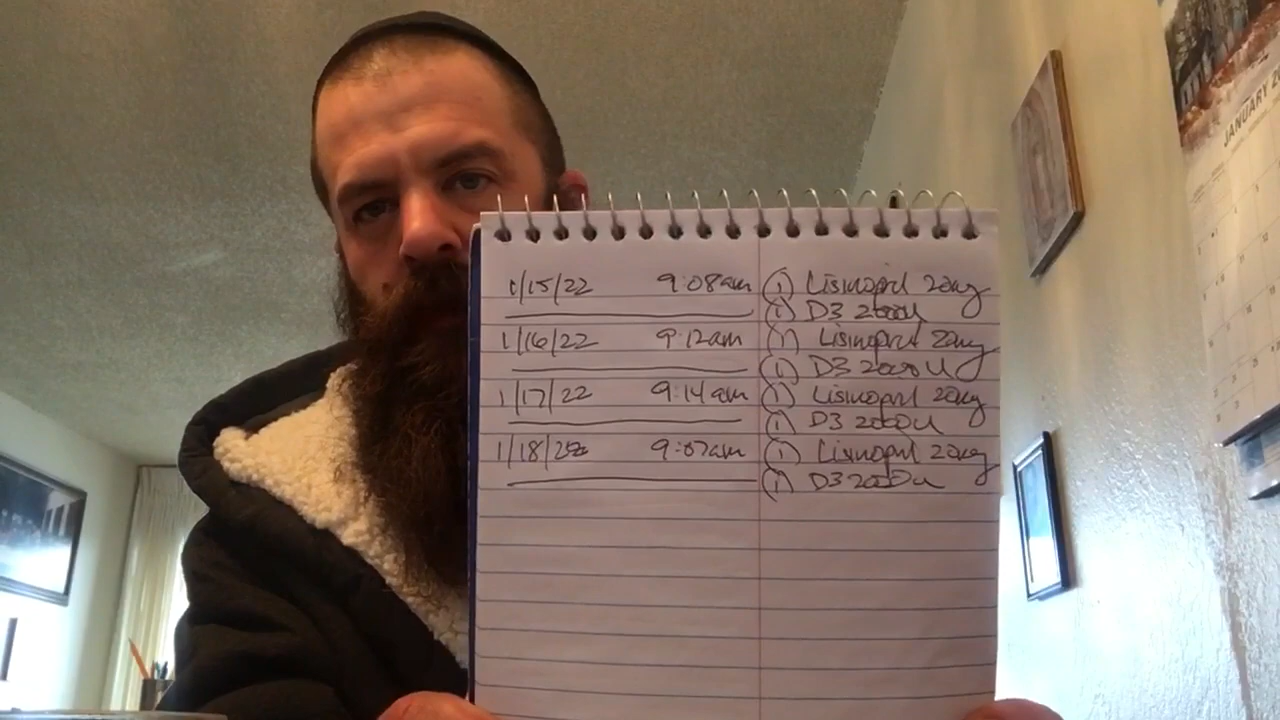 1/15/22 9:08am (1) Lisinopril 20mg
(1) D3 2000u
1/16/22 9:12am (1) Lisinopril 20mg
(1) D3 2000 U
1/17/22 9:14am (1) Lisinopril 20mg
(1) D3 2000u
1/18/22 9:07am (1) Lisinopril 20mg
(1) D3 2000u
JANUARY